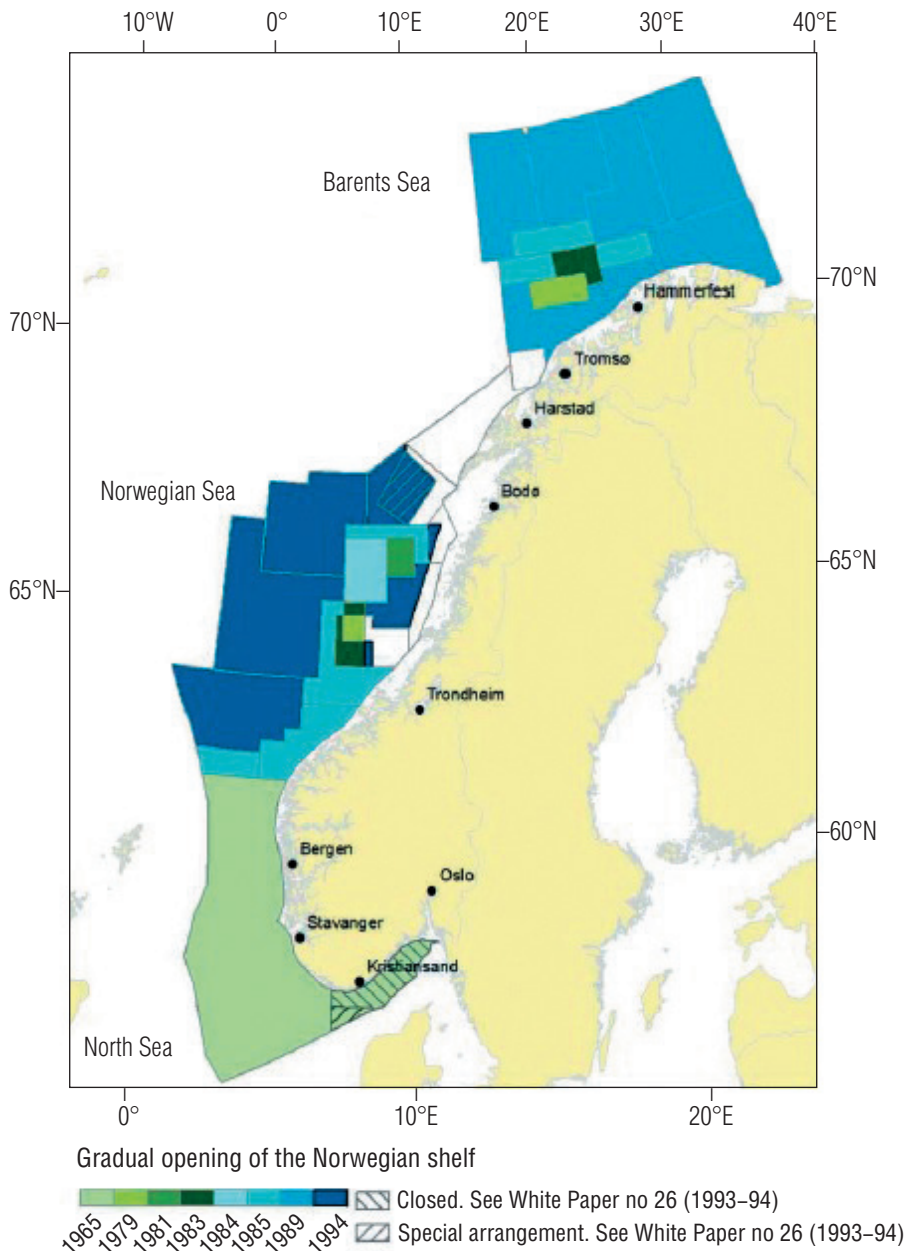 10°W 0° 10°E 20°E 30°E 40°E
Barents Sea
70°N
Hammerfest
70°N
Tromsø
Harstad
Norwegian Sea
Bodø
65°N
65°N
Trondheim
60°N
Bergen
Oslo
Stavanger
Kristiansand
North Sea
0° 10°E 20°E
Gradual opening of the Norwegian shelf
Closed. See White Paper no 26 (1993–94)
Special arrangement. See White Paper no 26 (1993–94)
1965 1979 1981 1983 1984 1985 1989 1994